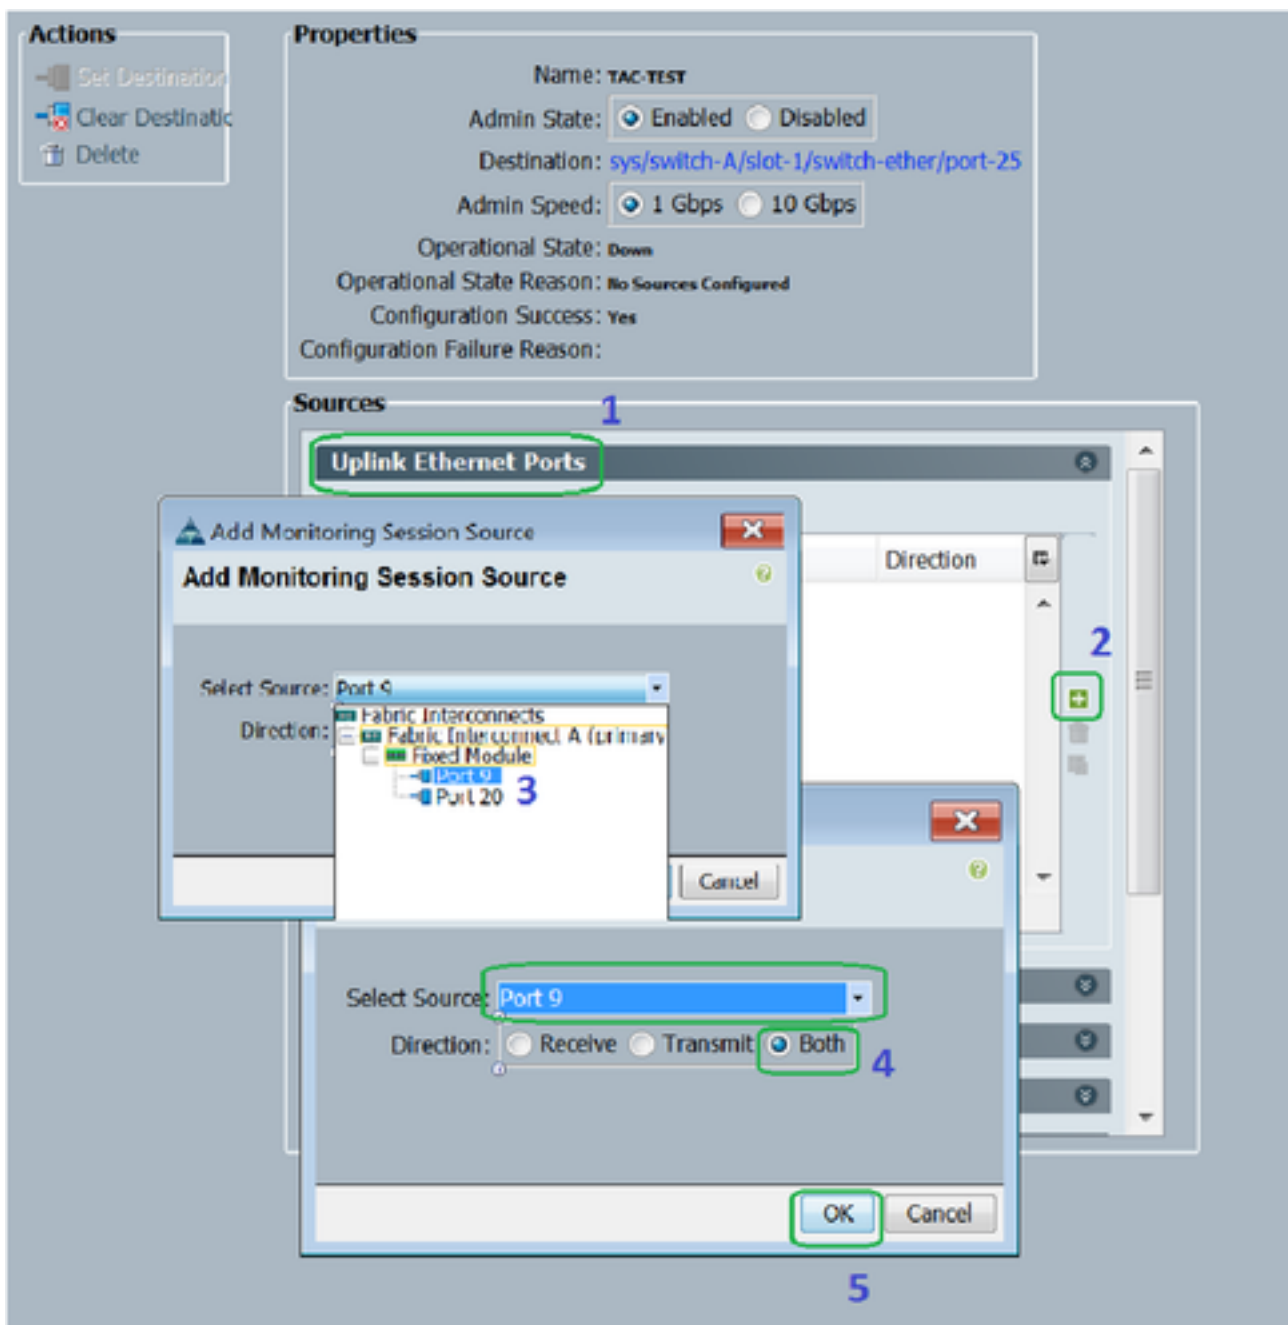 Actions
Set Destination
Clear Destinatic
Delete
Properties
Name: TAC-TEST
Admin State: Enabled Disabled
Destination: sys/switch-A/slot-1/switch-ether/port-25
Admin Speed: 1 Gbps 10 Gbps
Operational State: Down
Operational State Reason: No Sources Configured
Configuration Success: Yes
Configuration Failure Reason:
Sources
1
Uplink Ethernet Ports
Add Monitoring Session Source
Add Monitoring Session Source
Direction
2
Select Source: Port 9
Direction:
Fabric Interconnects
Fabric Interconnect A (primary
Fixed Module
Port 9
Port 20
3
Cancel
Select Source: Port 9
Direction: Receive Transmit Both
4
OK Cancel
5